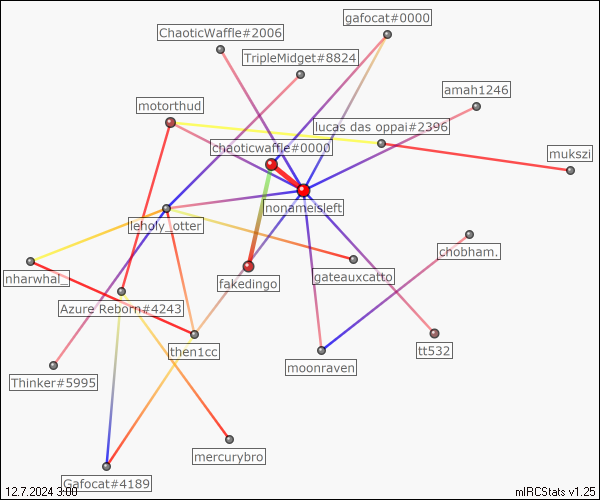 gafocat#0000
ChaoticWaffle#2006
TripleMidget#8824
amah1246
motorthud
lucas das oppai#2396
chaoticwaffle#0000
mukszi
nonameisleft
leholy_otter
chobham.
nharwhal_
gateauxcatto
fakedingo
Azure Reborn#4243
then1cc
tt532
moonraven
Thinker#5995
mercurybro
Gafocat#4189
12.7.2024 3:00
mIRCStats v1.25